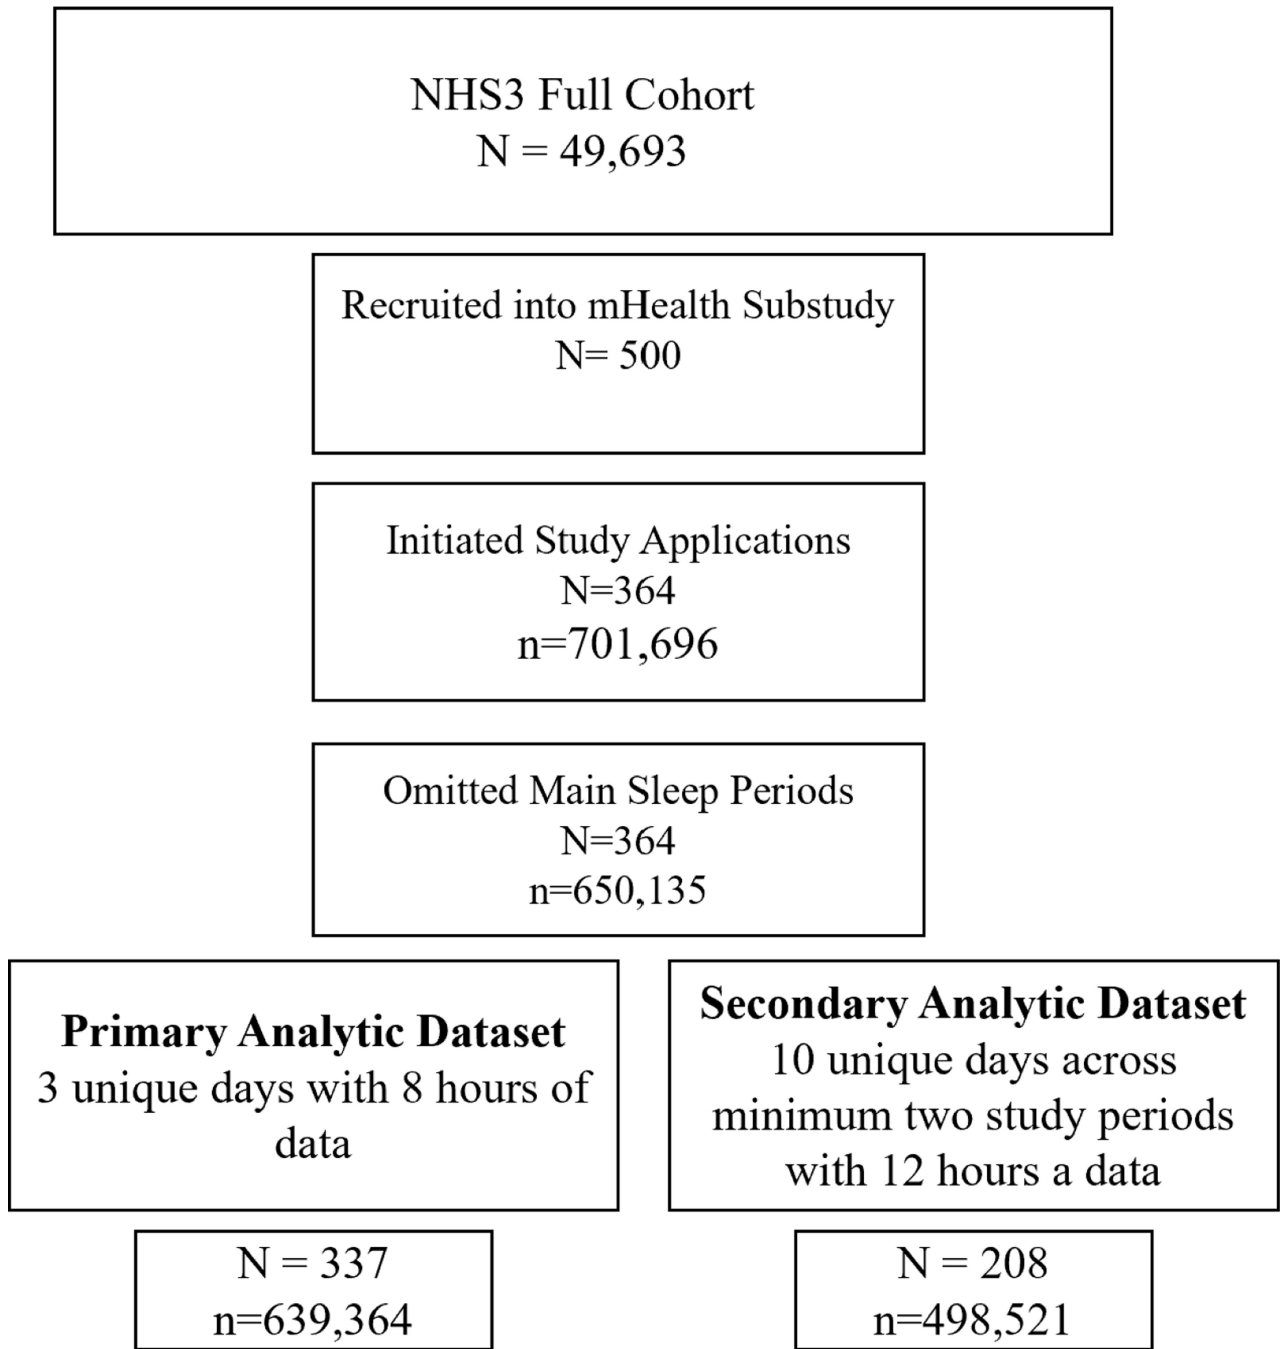 NHS3 Full Cohort
N = 49,693
Recruited into mHealth Substudy
N= 500
Initiated Study Applications
N=364
n=701,696
Omitted Main Sleep Periods
N=364
n=650,135
Primary Analytic Dataset
3 unique days with 8 hours of
data
Secondary Analytic Dataset
10 unique days across
minimum two study periods
with 12 hours a data
N = 337
n=639,364
N = 208
n=498,521